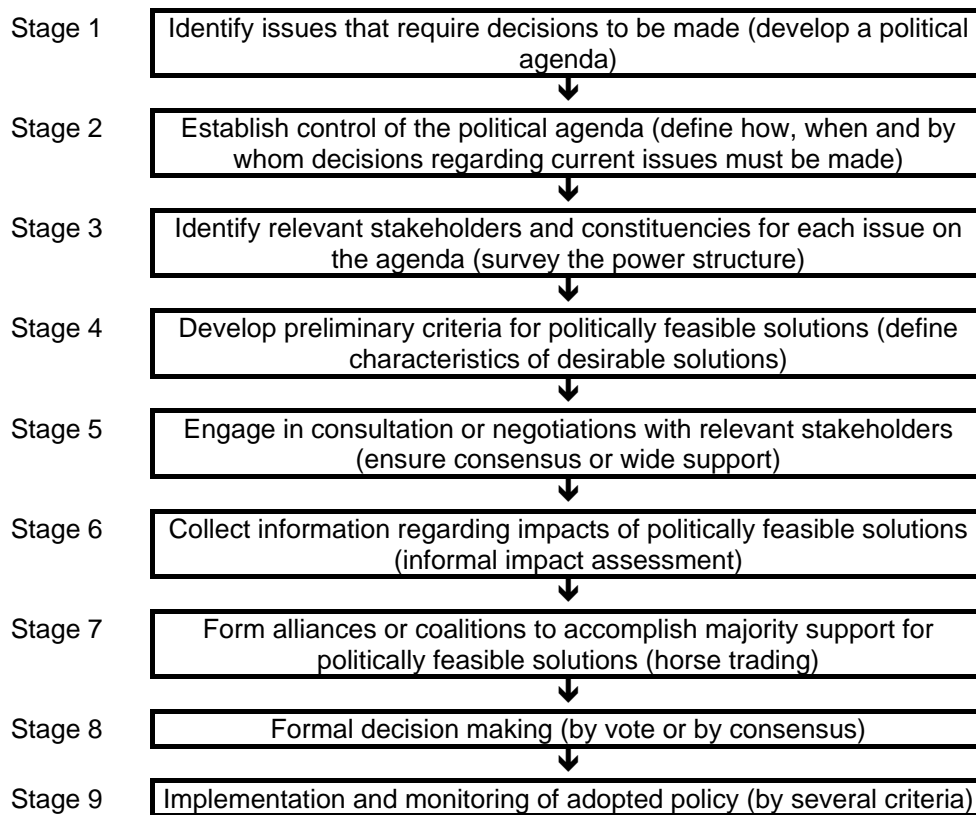 Stage 1
Identify issues that require decisions to be made (develop a political
agenda)
Stage 2
Establish control of the political agenda (define how, when and by
whom decisions regarding current issues must be made)
Stage 3
Identify relevant stakeholders and constituencies for each issue on
the agenda (survey the power structure)
Stage 4
Develop preliminary criteria for politically feasible solutions (define
characteristics of desirable solutions)
Stage 5
Engage in consultation or negotiations with relevant stakeholders
(ensure consensus or wide support)
Stage 6
Collect information regarding impacts of politically feasible solutions
(informal impact assessment)
Stage 7
Form alliances or coalitions to accomplish majority support for
politically feasible solutions (horse trading)
Stage 8
Formal decision making (by vote or by consensus)
Stage 9
Implementation and monitoring of adopted policy (by several criteria)